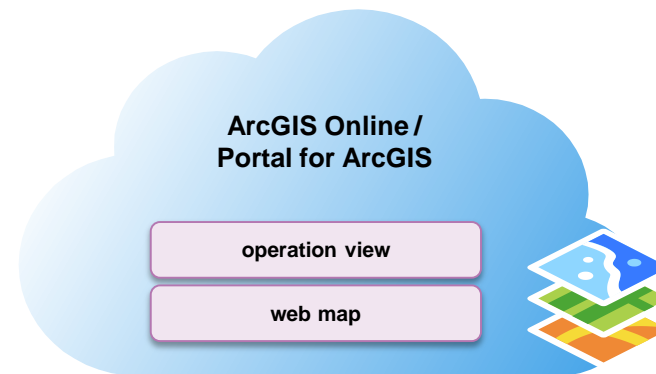 ArcGIS Online /
Portal for ArcGIS
operation view
web map